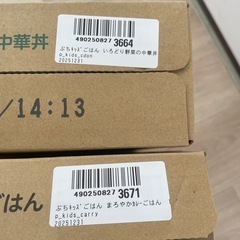 中華丼
490250827 3664
ぷちｷｯｽﾞごはん いろどり野菜の中華丼
p_kids_cdon
20251231
/14:13
490250827 3671
ぷちｷｯｽﾞごはん まろやかｶﾚｰごはん
p_kids_carry
20251231
ごはん